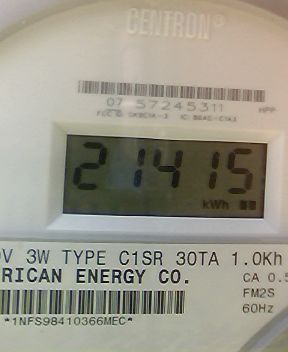 CENTRON®
07 57245311
HPP
21415
kWh
V 3W TYPE C1SR 30TA 1.0Kh
RICAN ENERGY CO.
CA 0.5
FM2S
60Hz
*1NFS98410366MEC*